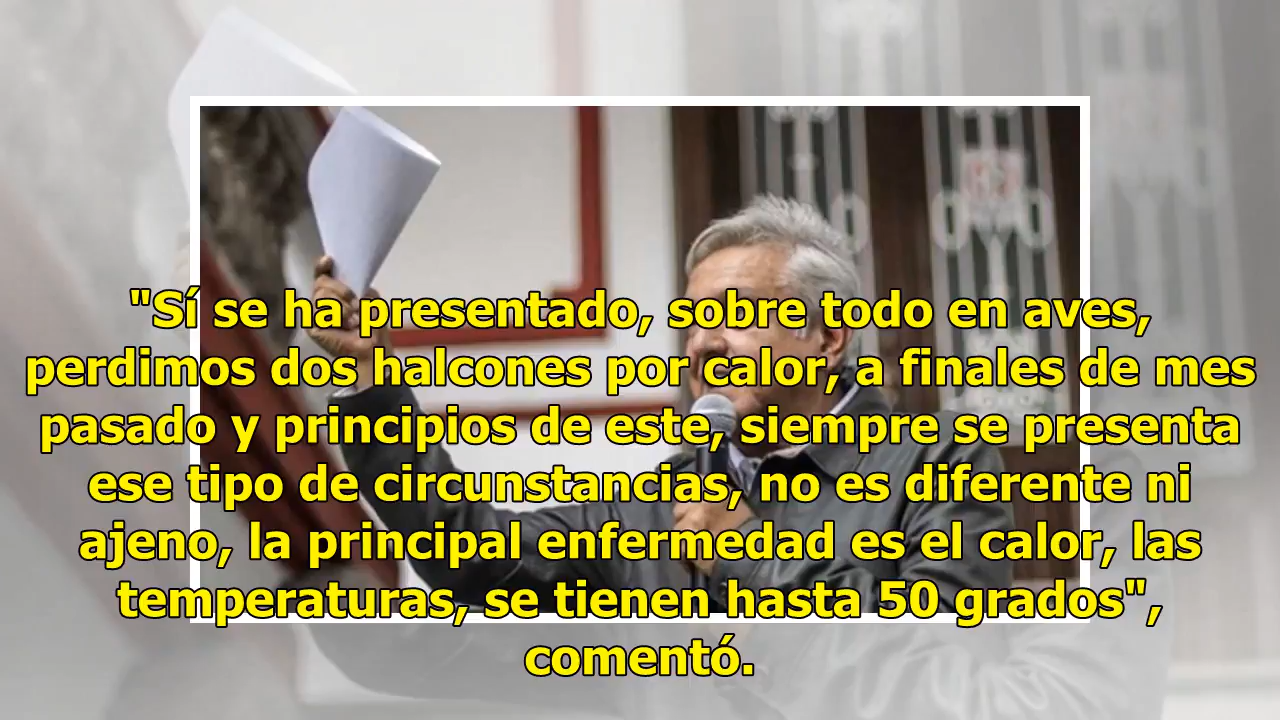 "Sí se ha presentado, sobre todo en aves,
perdimos dos halcones por calor, a finales de mes
pasado y principios de este, siempre se presenta
ese tipo de circunstancias, no es diferente ni
ajeno, la principal enfermedad es el calor, las
temperaturas, se tienen hasta 50 grados",
comentó.